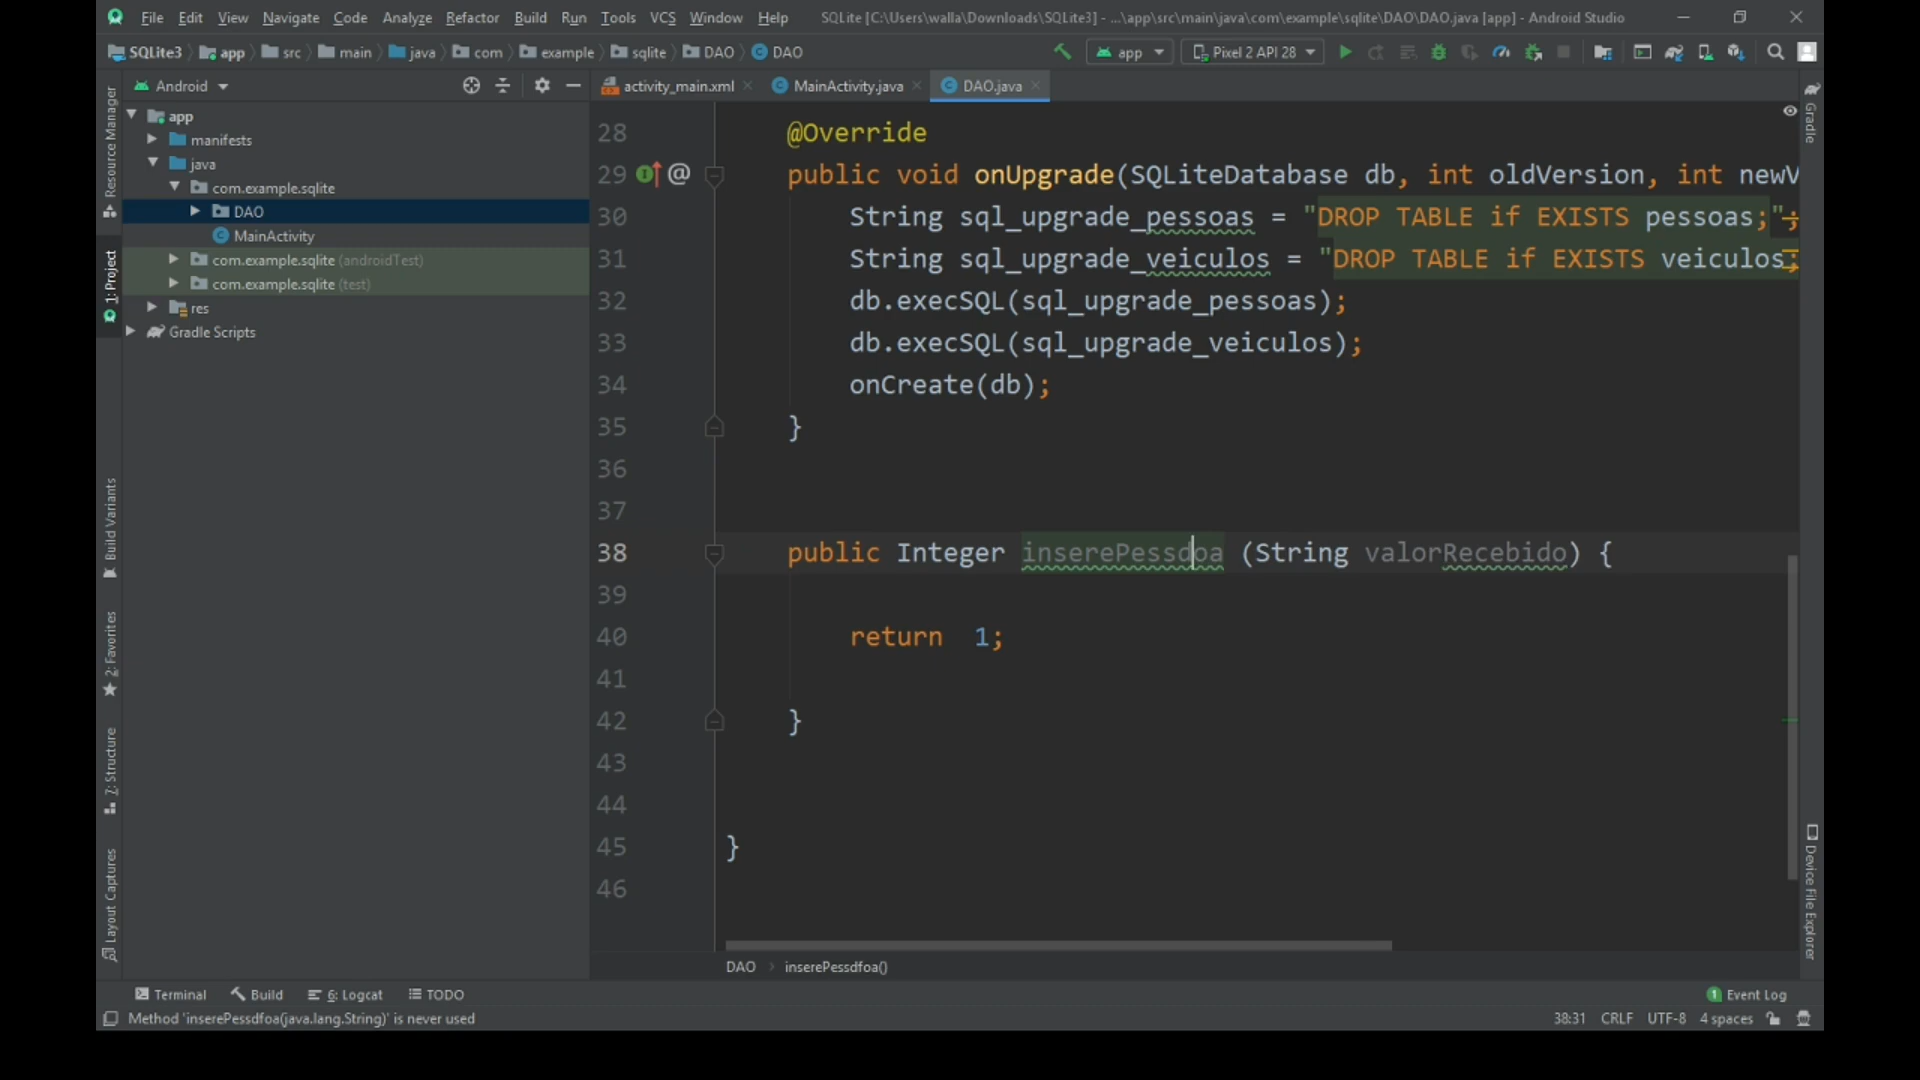 File Edit View Navigate Code Analyze Refactor Build Run Tools VCS Window Help SQLite [C:\Users\walla\Downloads\SQLite3] - ...\app\src\main\java\com\example\sqlite\DAO\DAO.java [app] - Android Studio
SQLite3 app src main java com example sqlite DAO DAO app Pixel 2 API 28
Android
activity_main.xml MainActivity.java DAO.java
app
manifests
java
com.example.sqlite
DAO
MainActivity
com.example.sqlite (androidTest)
com.example.sqlite (test)
res
Gradle Scripts
Resource Manager
1: Project
Build Variants
2: Favorites
7: Structure
Layout Captures
28 @Override
29 @ public void onUpgrade(SQLiteDatabase db, int oldVersion, int newV
30 String sql_upgrade_pessoas = "DROP TABLE if EXISTS pessoas;";
31 String sql_upgrade_veiculos = "DROP TABLE if EXISTS veiculos;
32 db.execSQL(sql_upgrade_pessoas);
33 db.execSQL(sql_upgrade_veiculos);
34 onCreate(db);
35 }
36
37
38 public Integer inserePessdoa (String valorRecebido) {
39
40 return 1;
41
42 }
43
44
45 }
46
Gradle
Device File Explorer
DAO inserePessdfoa()
Terminal Build 6: Logcat TODO 1 Event Log
Method 'inserePessdfoa(java.lang.String)' is never used 38:31 CRLF UTF-8 4 spaces